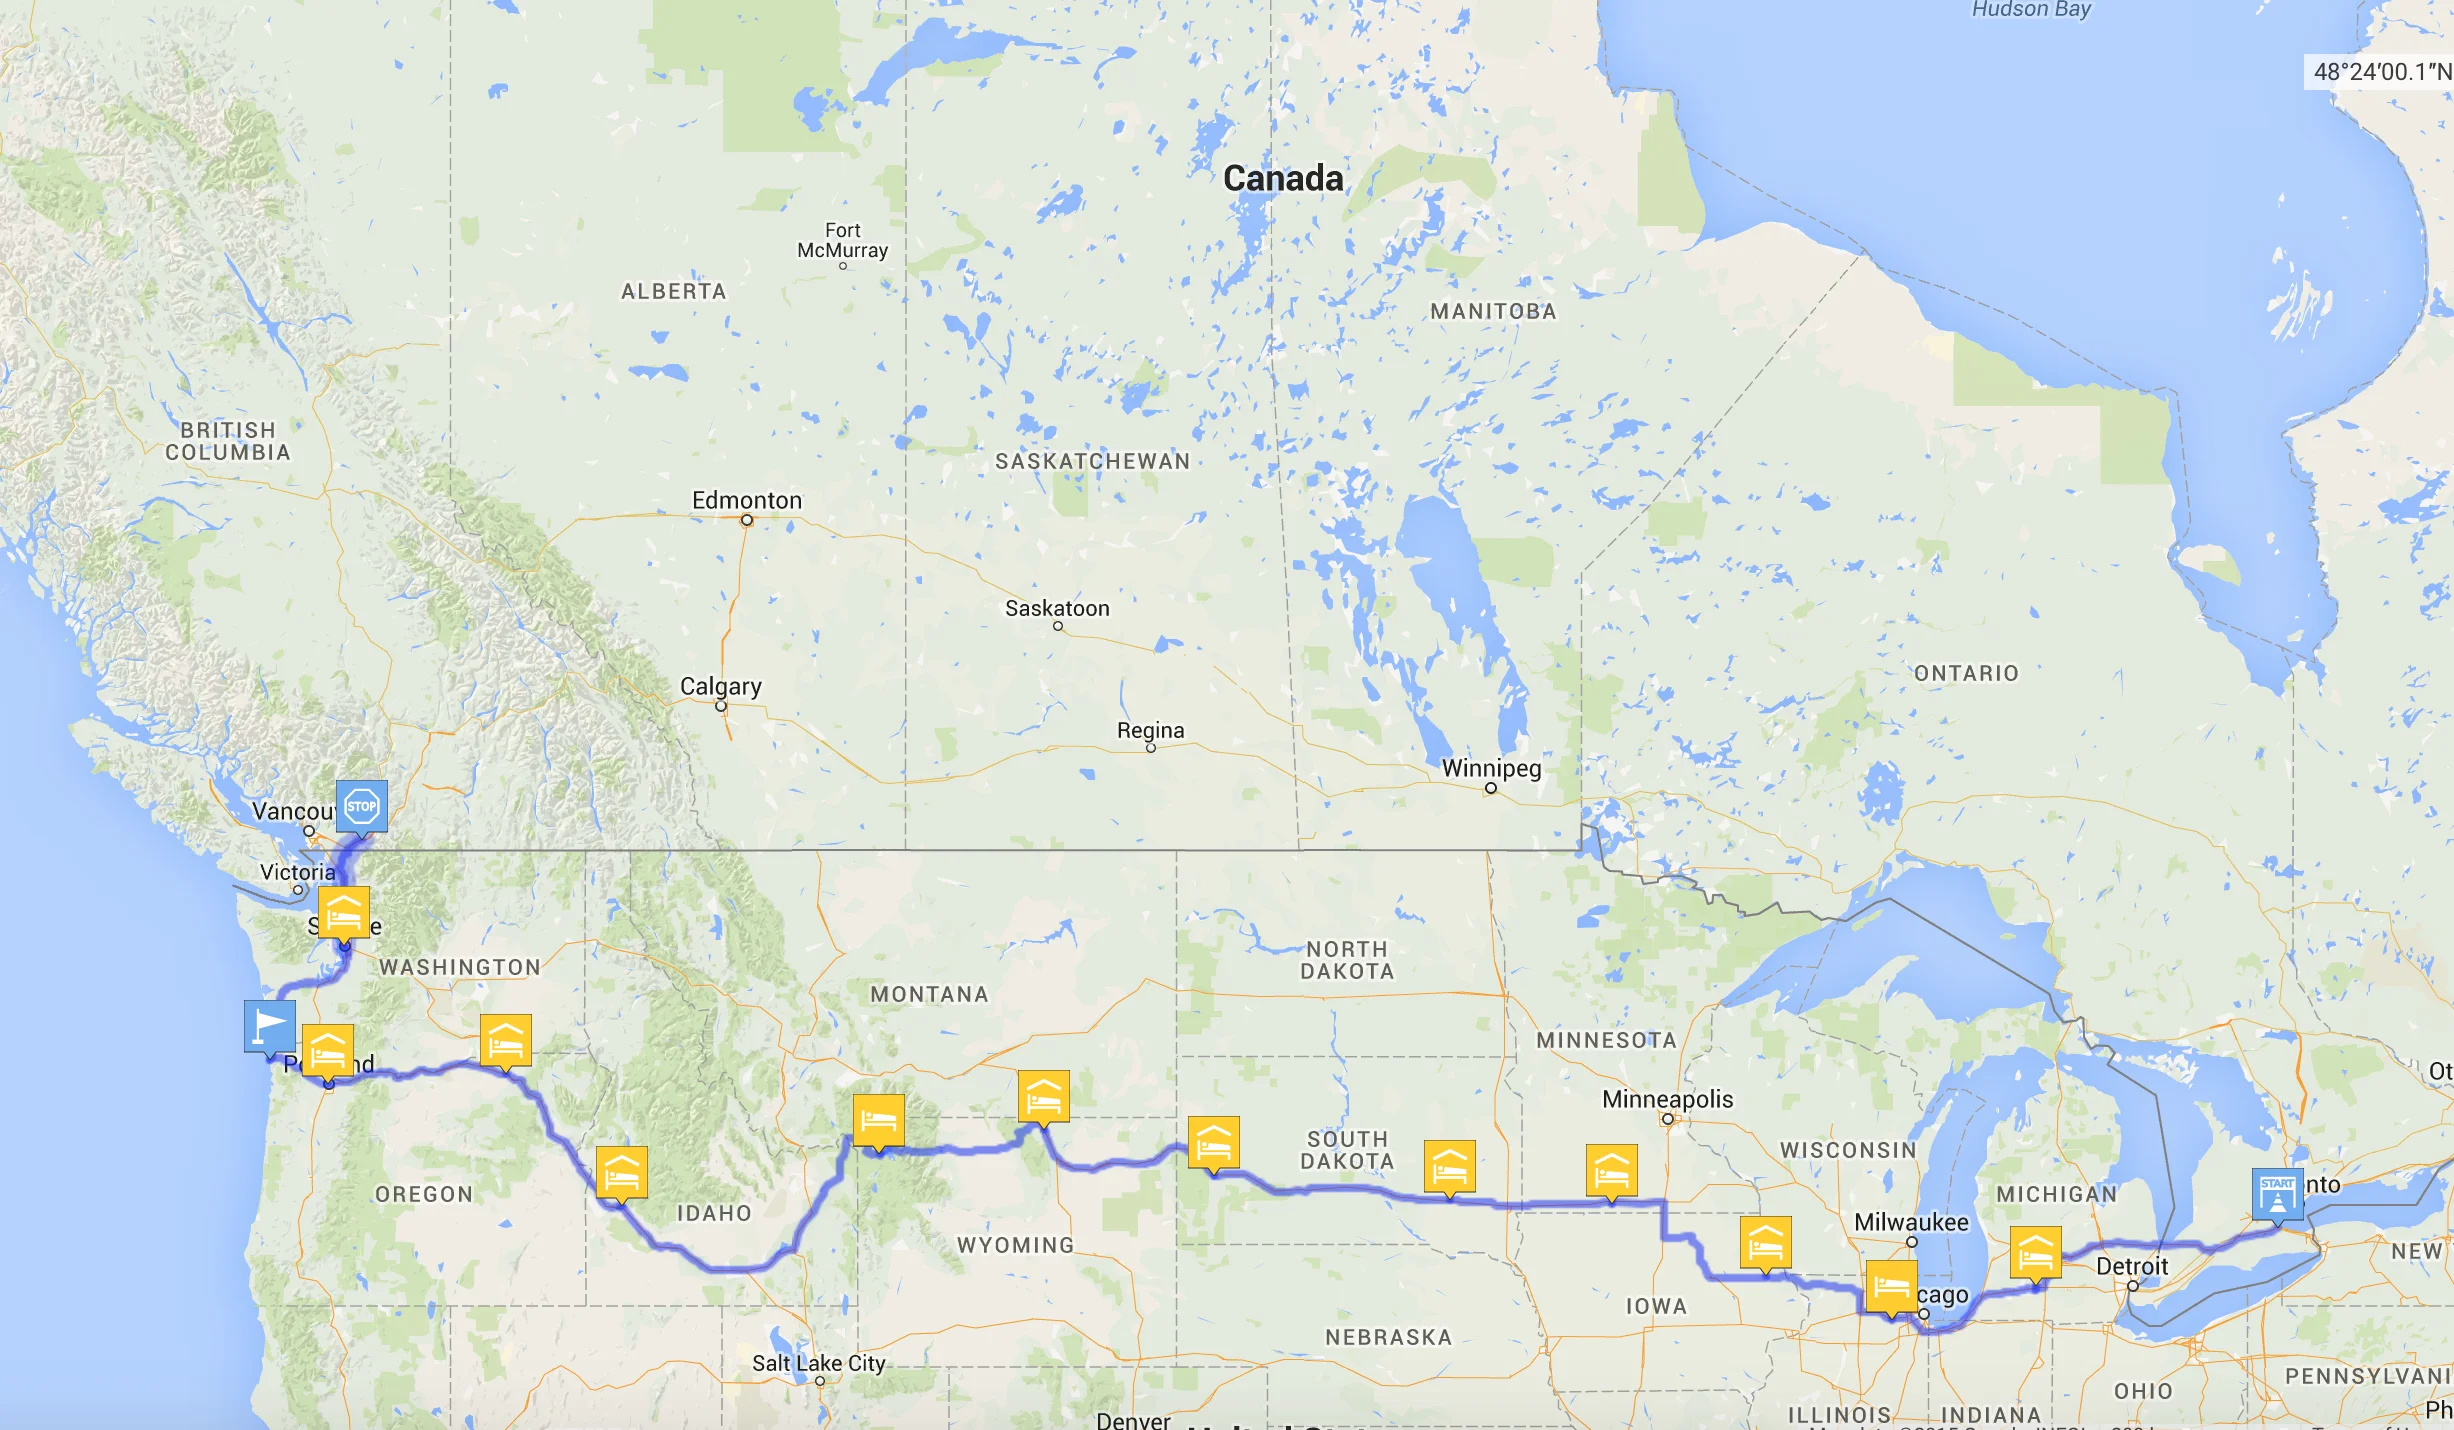 Hudson Bay
48°24'00.1"N
Canada
Fort
McMurray
ALBERTA
MANITOBA
BRITISH
COLUMBIA
SASKATCHEWAN
Edmonton
Saskatoon
ONTARIO
Calgary
Regina
Winnipeg
STOP
Vancou
Victoria
S e
WASHINGTON
NORTH
DAKOTA
MONTANA
MINNESOTA
Po nd
Ot
Minneapolis
SOUTH
DAKOTA
WISCONSIN
START
nto
MICHIGAN
OREGON
IDAHO
Milwaukee
WYOMING
NEW
Detroit
cago
IOWA
NEBRASKA
Salt Lake City
PENNSYLVANI
OHIO
Ph
ILLINOIS
INDIANA
Denver